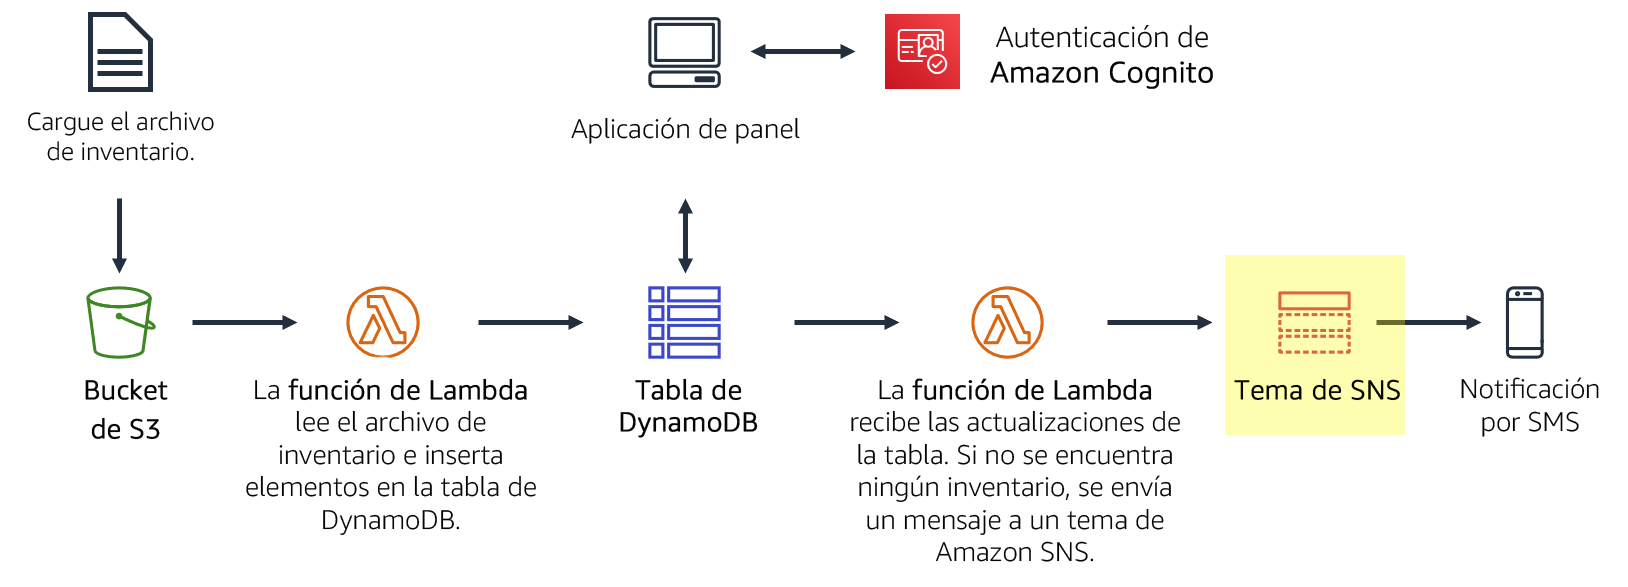 Cargue el archivo
de inventario.
Aplicación de panel
Autenticación de
Amazon Cognito
Bucket
de S3
La función de Lambda
lee el archivo de
inventario e inserta
elementos en la tabla de
DynamoDB.
Tabla de
DynamoDB
La función de Lambda
recibe las actualizaciones de
la tabla. Si no se encuentra
ningún inventario, se envía
un mensaje a un tema de
Amazon SNS.
Tema de SNS
Notificación
por SMS